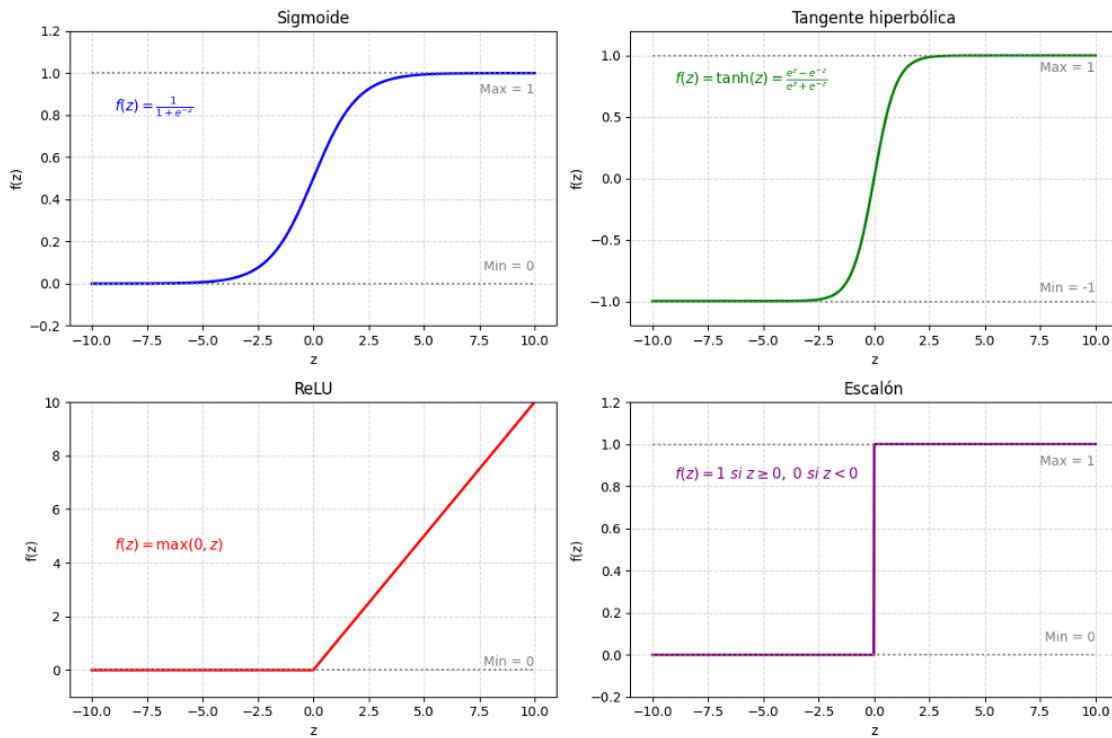 Sigmoide
1.2
1.0
0.8
0.6
0.4
0.2
0.0
−0.2
f(z)
f(z) = 1 / (1 + e^{−z})
Max = 1
Min = 0
−10.0 −7.5 −5.0 −2.5 0.0 2.5 5.0 7.5 10.0
z
Tangente hiperbólica
1.0
0.5
0.0
−0.5
−1.0
f(z)
f(z) = tanh(z) = (e^z − e^{−z}) / (e^z + e^{−z})
Max = 1
Min = -1
−10.0 −7.5 −5.0 −2.5 0.0 2.5 5.0 7.5 10.0
z
ReLU
10
8
6
4
2
0
f(z)
f(z) = max(0, z)
Min = 0
−10.0 −7.5 −5.0 −2.5 0.0 2.5 5.0 7.5 10.0
z
Escalón
1.2
1.0
0.8
0.6
0.4
0.2
0.0
−0.2
f(z)
f(z) = 1 si z ≥ 0, 0 si z < 0
Max = 1
Min = 0
−10.0 −7.5 −5.0 −2.5 0.0 2.5 5.0 7.5 10.0
z